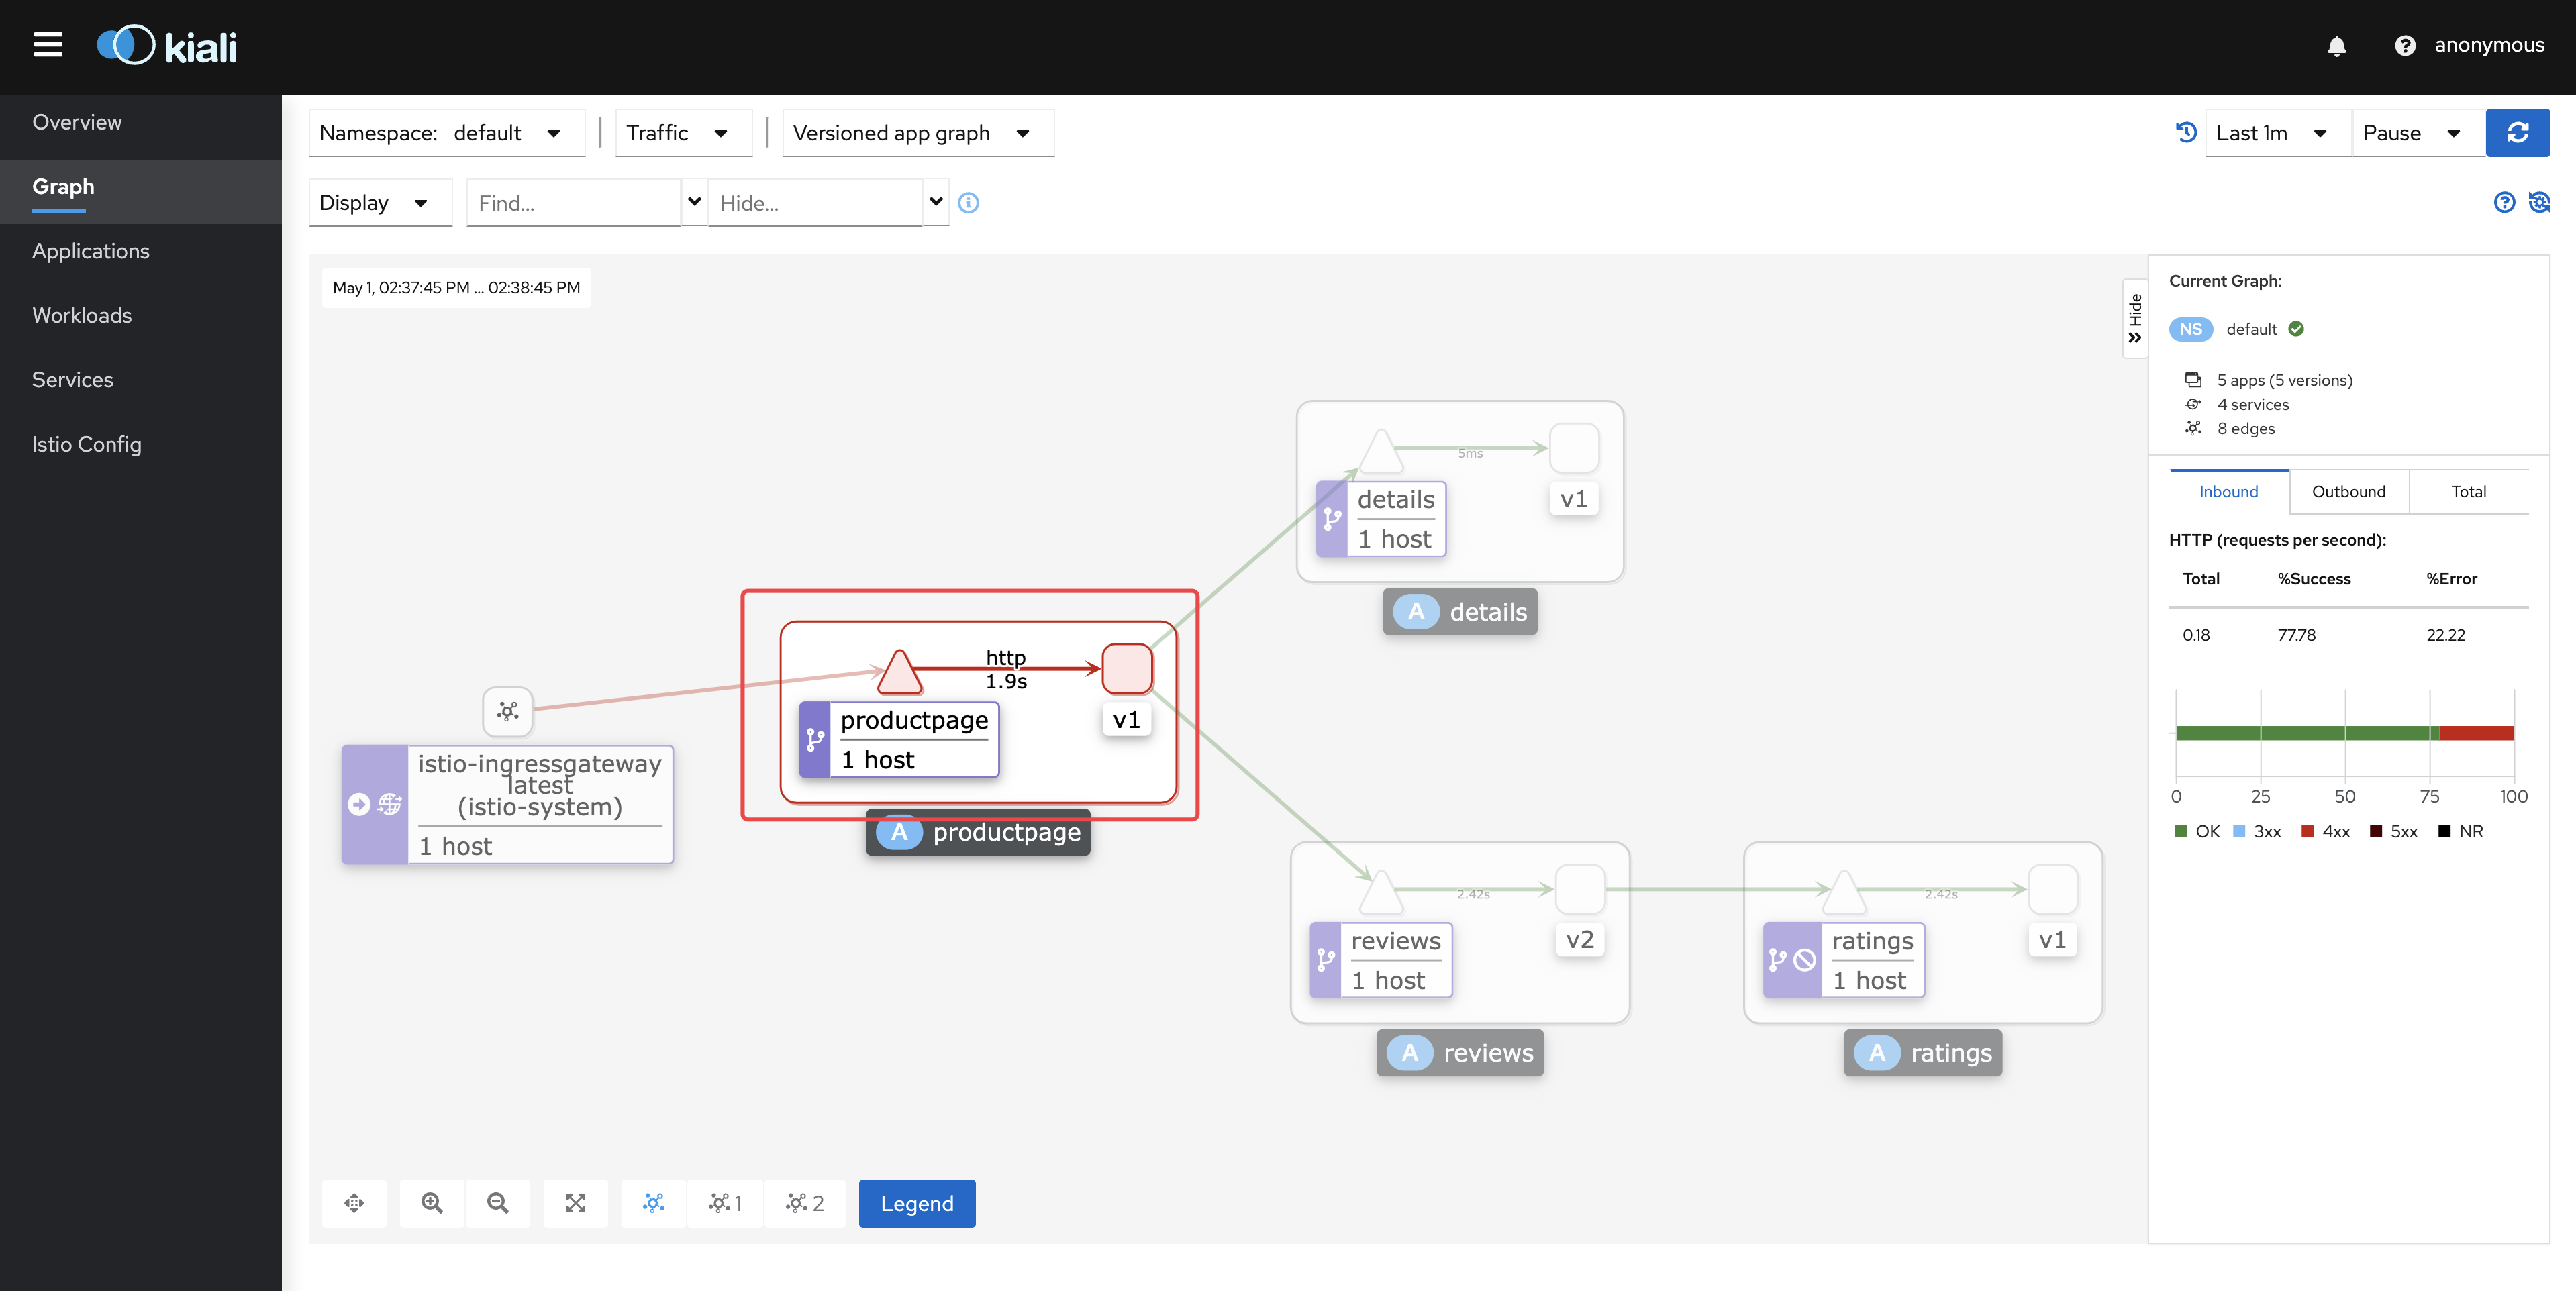 kiali
anonymous
Overview
Graph
Applications
Workloads
Services
Istio Config
Namespace: default
Traffic
Versioned app graph
Last 1m
Pause
Display
Find...
Hide...
May 1, 02:37:45 PM ... 02:38:45 PM
Hide
Current Graph:
NS default
5 apps (5 versions)
4 services
8 edges
Inbound
Outbound
Total
HTTP (requests per second):
Total %Success %Error
0.18 77.78 22.22
0 25 50 75 100
OK 3xx 4xx 5xx NR
5ms
v1
details
1 host
A details
http
1.9s
v1
productpage
1 host
A productpage
istio-ingressgateway
latest
(istio-system)
1 host
2.42s
v2
reviews
1 host
A reviews
2.42s
v1
ratings
1 host
A ratings
1
2
Legend